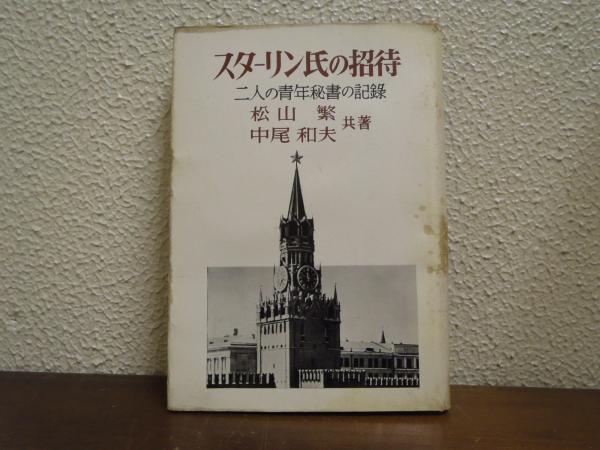 スターリン氏の招待
二人の青年秘書の記錄
松山 繁
中尾 和夫 共著